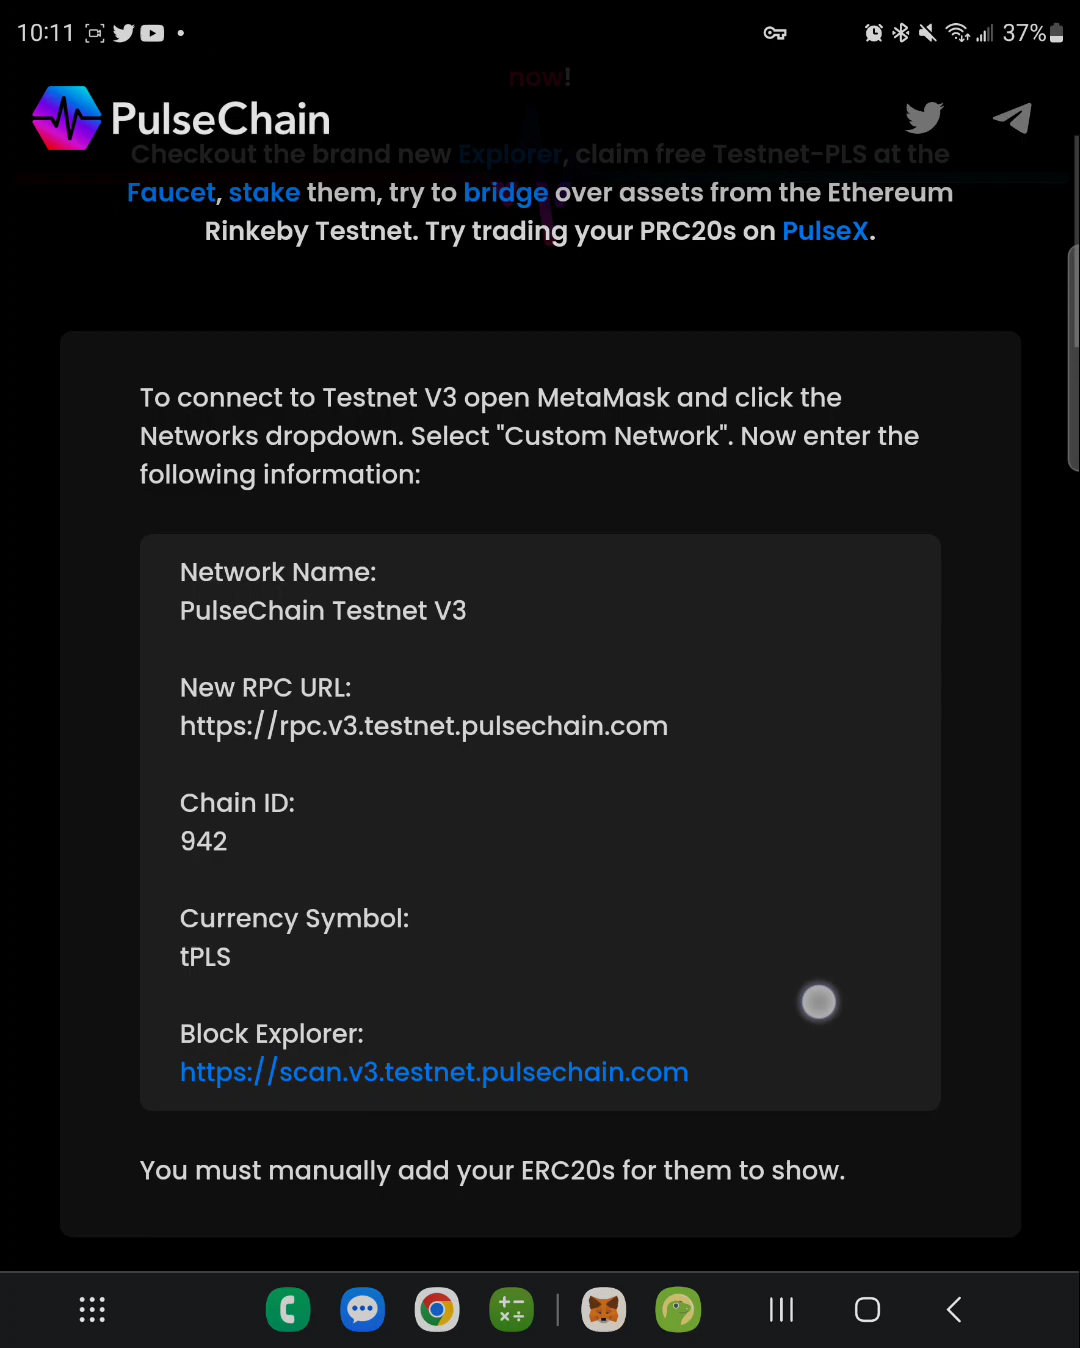 10:11
37%
now!
PulseChain
Checkout the brand new Explorer, claim free Testnet-PLS at the
Faucet, stake them, try to bridge over assets from the Ethereum
Rinkeby Testnet. Try trading your PRC20s on PulseX.
To connect to Testnet V3 open MetaMask and click the
Networks dropdown. Select "Custom Network". Now enter the
following information:
Network Name:
PulseChain Testnet V3
New RPC URL:
https://rpc.v3.testnet.pulsechain.com
Chain ID:
942
Currency Symbol:
tPLS
Block Explorer:
https://scan.v3.testnet.pulsechain.com
You must manually add your ERC20s for them to show.